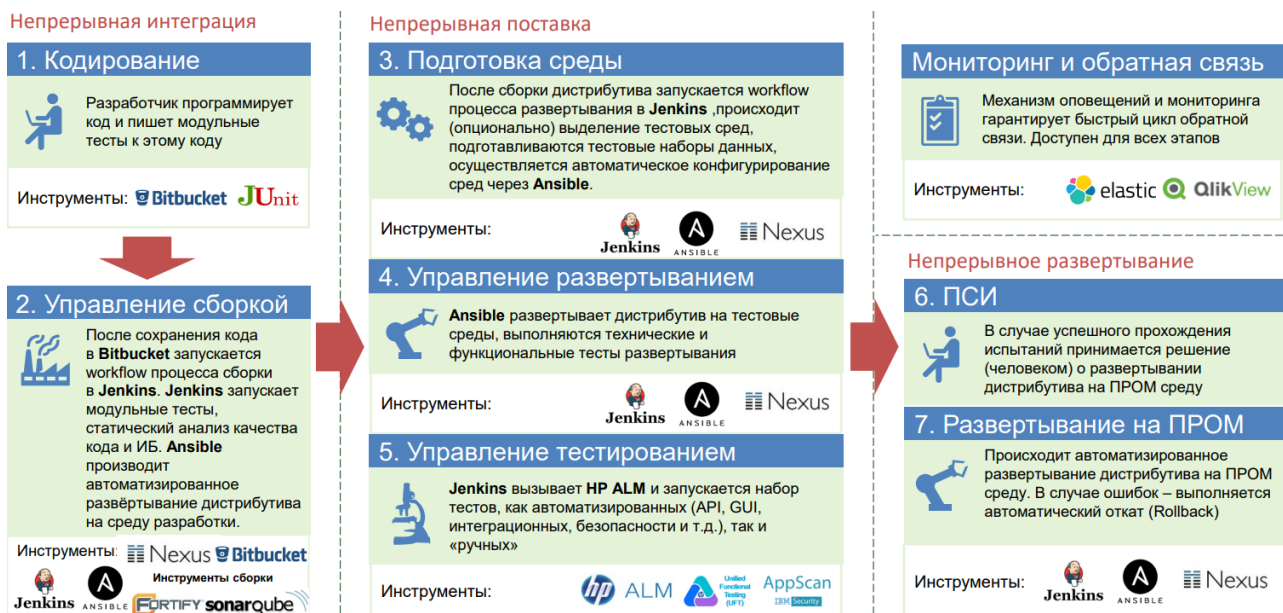 Непрерывная интеграция
1. Кодирование
Разработчик программирует
код и пишет модульные
тесты к этому коду
Инструменты: Bitbucket JUnit
2. Управление сборкой
После сохранения кода
в Bitbucket запускается
workflow процесса сборки
в Jenkins. Jenkins запускает
модульные тесты,
статический анализ качества
кода и ИБ. Ansible
производит
автоматизированное
развёртывание дистрибутива
на среду разработки.
Инструменты: Nexus Bitbucket
Инструменты сборки
Jenkins ANSIBLE FORTIFY sonarqube
Непрерывная поставка
3. Подготовка среды
После сборки дистрибутива запускается workflow
процесса развертывания в Jenkins ,происходит
(опционально) выделение тестовых сред,
подготавливаются тестовые наборы данных,
осуществляется автоматическое конфигурирование
сред через Ansible.
Инструменты: Jenkins ANSIBLE Nexus
4. Управление развертыванием
Ansible развертывает дистрибутив на тестовые
среды, выполняются технические и
функциональные тесты развертывания
Инструменты: Jenkins ANSIBLE Nexus
5. Управление тестированием
Jenkins вызывает HP ALM и запускается набор
тестов, как автоматизированных (API, GUI,
интеграционных, безопасности и т.д.), так и
«ручных»
Инструменты: hp ALM Unified Functional Testing (UFT) AppScan IBM Security
Мониторинг и обратная связь
Механизм оповещений и мониторинга
гарантирует быстрый цикл обратной
связи. Доступен для всех этапов
Инструменты: elastic QlikView
Непрерывное развертывание
6. ПСИ
В случае успешного прохождения
испытаний принимается решение
(человеком) о развертывании
дистрибутива на ПРОМ среду
7. Развертывание на ПРОМ
Происходит автоматизированное
развертывание дистрибутива на ПРОМ
среду. В случае ошибок – выполняется
автоматический откат (Rollback)
Инструменты: Jenkins ANSIBLE Nexus